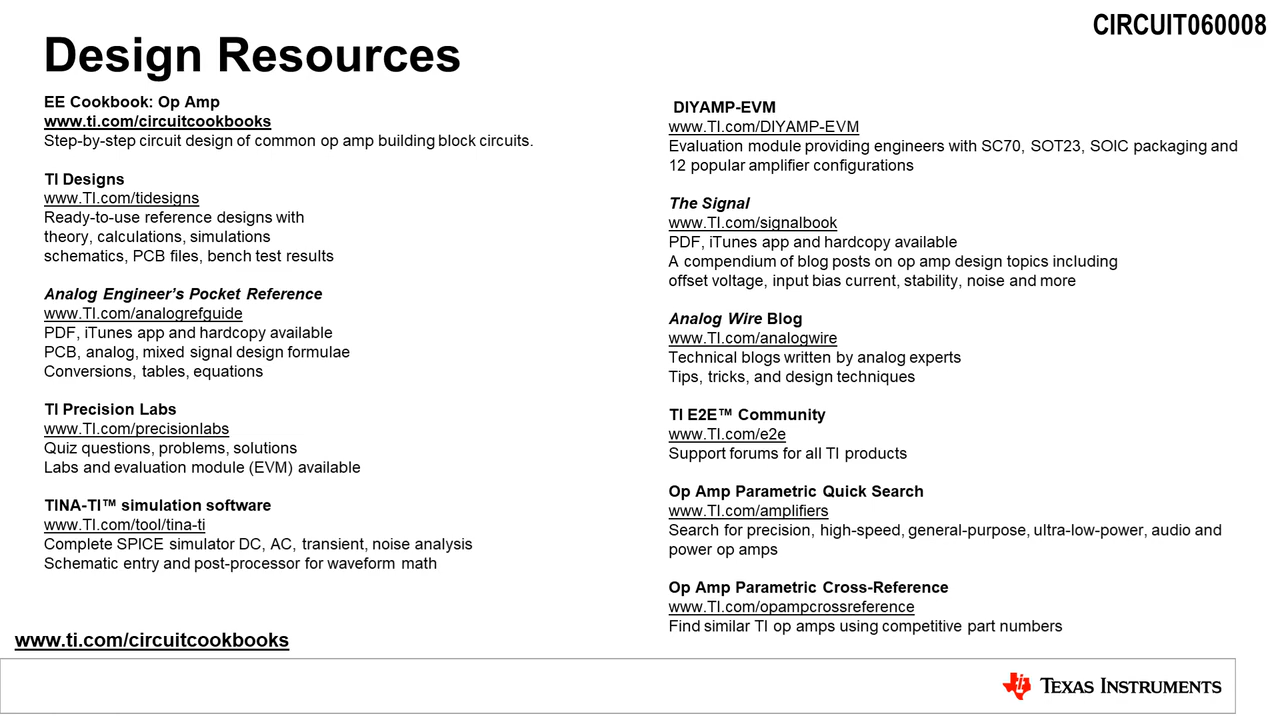 CIRCUIT060008
Design Resources
EE Cookbook: Op Amp
www.ti.com/circuitcookbooks
Step-by-step circuit design of common op amp building block circuits.
TI Designs
www.TI.com/tidesigns
Ready-to-use reference designs with
theory, calculations, simulations
schematics, PCB files, bench test results
Analog Engineer's Pocket Reference
www.TI.com/analogrefguide
PDF, iTunes app and hardcopy available
PCB, analog, mixed signal design formulae
Conversions, tables, equations
TI Precision Labs
www.TI.com/precisionlabs
Quiz questions, problems, solutions
Labs and evaluation module (EVM) available
TINA-TI™ simulation software
www.TI.com/tool/tina-ti
Complete SPICE simulator DC, AC, transient, noise analysis
Schematic entry and post-processor for waveform math
DIYAMP-EVM
www.TI.com/DIYAMP-EVM
Evaluation module providing engineers with SC70, SOT23, SOIC packaging and
12 popular amplifier configurations
The Signal
www.TI.com/signalbook
PDF, iTunes app and hardcopy available
A compendium of blog posts on op amp design topics including
offset voltage, input bias current, stability, noise and more
Analog Wire Blog
www.TI.com/analogwire
Technical blogs written by analog experts
Tips, tricks, and design techniques
TI E2E™ Community
www.TI.com/e2e
Support forums for all TI products
Op Amp Parametric Quick Search
www.TI.com/amplifiers
Search for precision, high-speed, general-purpose, ultra-low-power, audio and
power op amps
Op Amp Parametric Cross-Reference
www.TI.com/opampcrossreference
Find similar TI op amps using competitive part numbers
www.ti.com/circuitcookbooks
TEXAS INSTRUMENTS